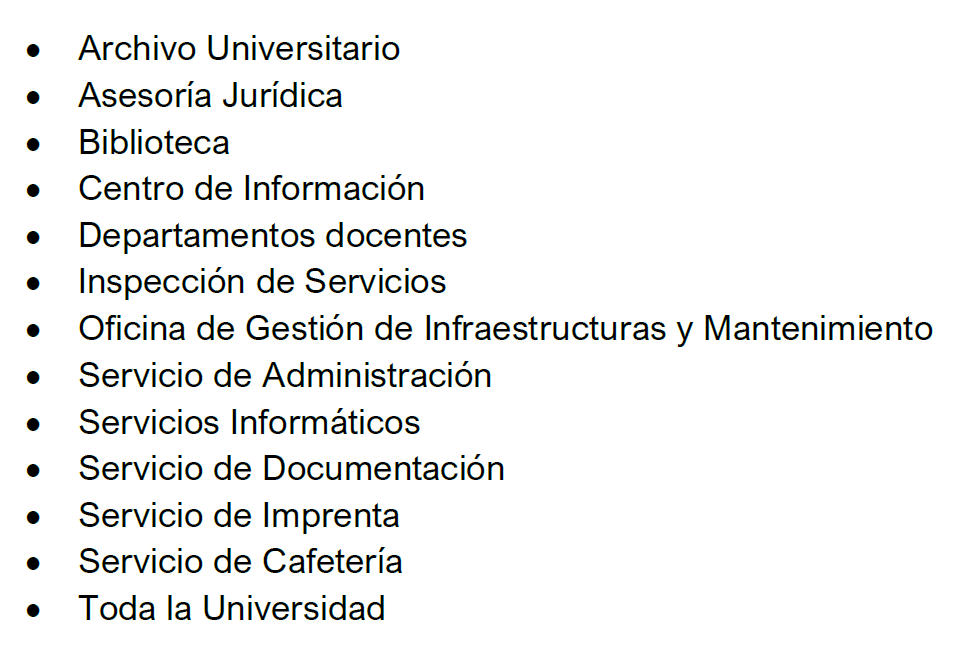 • Archivo Universitario
• Asesoría Jurídica
• Biblioteca
• Centro de Información
• Departamentos docentes
• Inspección de Servicios
• Oficina de Gestión de Infraestructuras y Mantenimiento
• Servicio de Administración
• Servicios Informáticos
• Servicio de Documentación
• Servicio de Imprenta
• Servicio de Cafetería
• Toda la Universidad